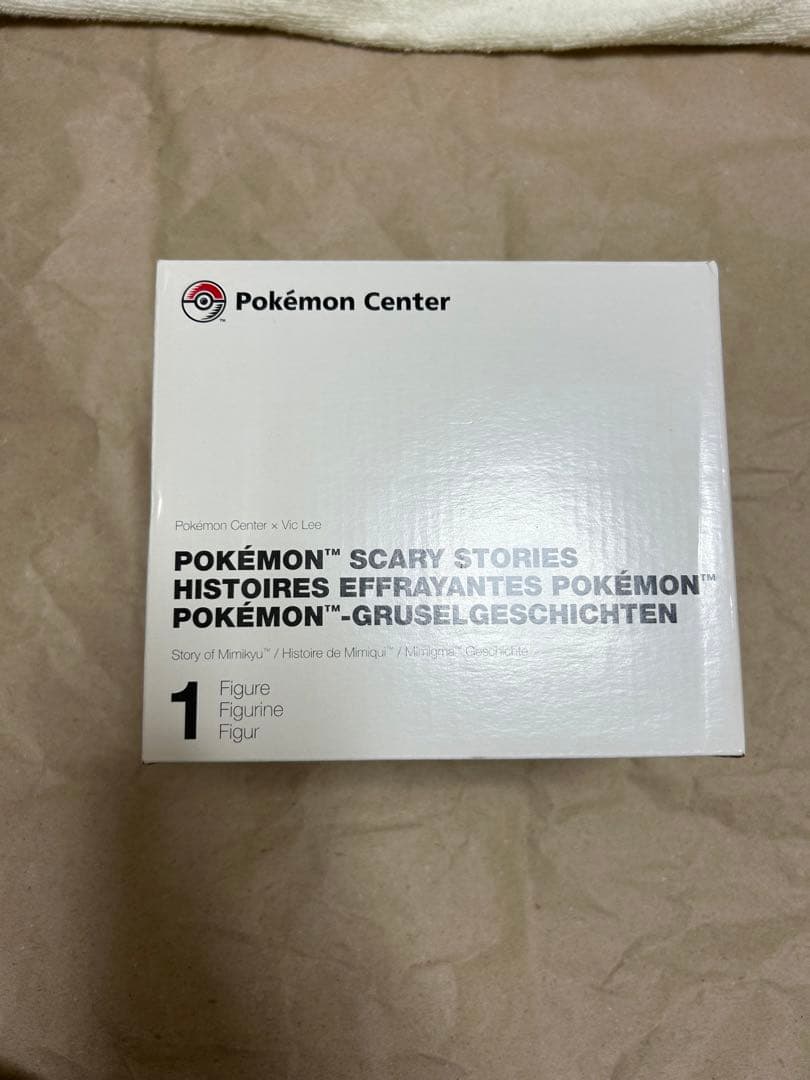 Pokémon Center
TM
Pokémon Center × Vic Lee
POKÉMON™ SCARY STORIES
HISTOIRES EFFRAYANTES POKÉMON™
POKÉMON™-GRUSELGESCHICHTEN
Story of Mimikyu™ / Histoire de Mimiqui™ / Mimigma™ Geschichte
1
Figure
Figurine
Figur